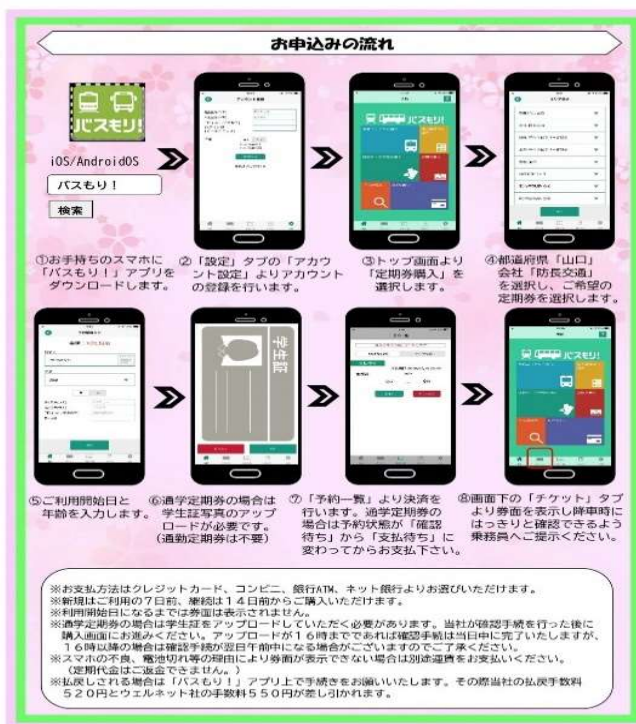 お申込みの流れ
バスモリ!
iOS/AndroidOS
バスもり!
検索
①お手持ちのスマホに
「バスもり!」アプリを
ダウンロードします。
②「設定」タブの「アカウ
ント設定」よりアカウント
の登録を行います。
バスモリ!
③トップ画面より
「定期券購入」を
選択します。
④都道府県「山口」
会社「防長交通」
を選択し、ご希望の
定期券を選択します。
⑤ご利用開始日と
年齢を入力します。
学生証
⑥通学定期券の場合は
学生証写真のアップ
ロードが必要です。
(通勤定期券は不要)
⑦「予約一覧」より決済を
行います。通学定期券の
場合は予約状態が「確認
待ち」から「支払待ち」に
変わってからお支払下さい。
バスモリ!
⑧画面下の「チケット」タブ
より券面を表示し降車時に
はっきりと確認できるよう
乗務員へご提示ください。
※お支払方法はクレジットカード、コンビニ、銀行ATM、ネット銀行よりお選びいただけます。
※新規はご利用の7日前、継続は14日前からご購入いただけます。
※利用開始日になるまでは券面は表示されません。
※通学定期券の場合は学生証をアップロードしていただく必要があります。当社が確認手続を行った後に
購入画面にお進みください。アップロードが16時までであれば確認手続は当日中に完了いたしますが、
16時以降の場合は確認手続が翌日午前中になる場合がございますのでご了承ください。
※スマホの不良、電池切れ等の理由により券面が表示できない場合は別途運賃をお支払いください。
(定期代金はご返金できません。)
※払戻しされる場合は「バスもり!」アプリ上で手続きをお願いいたします。その際当社の払戻手数料
520円とウェルネット社の手数料550円が差し引かれます。